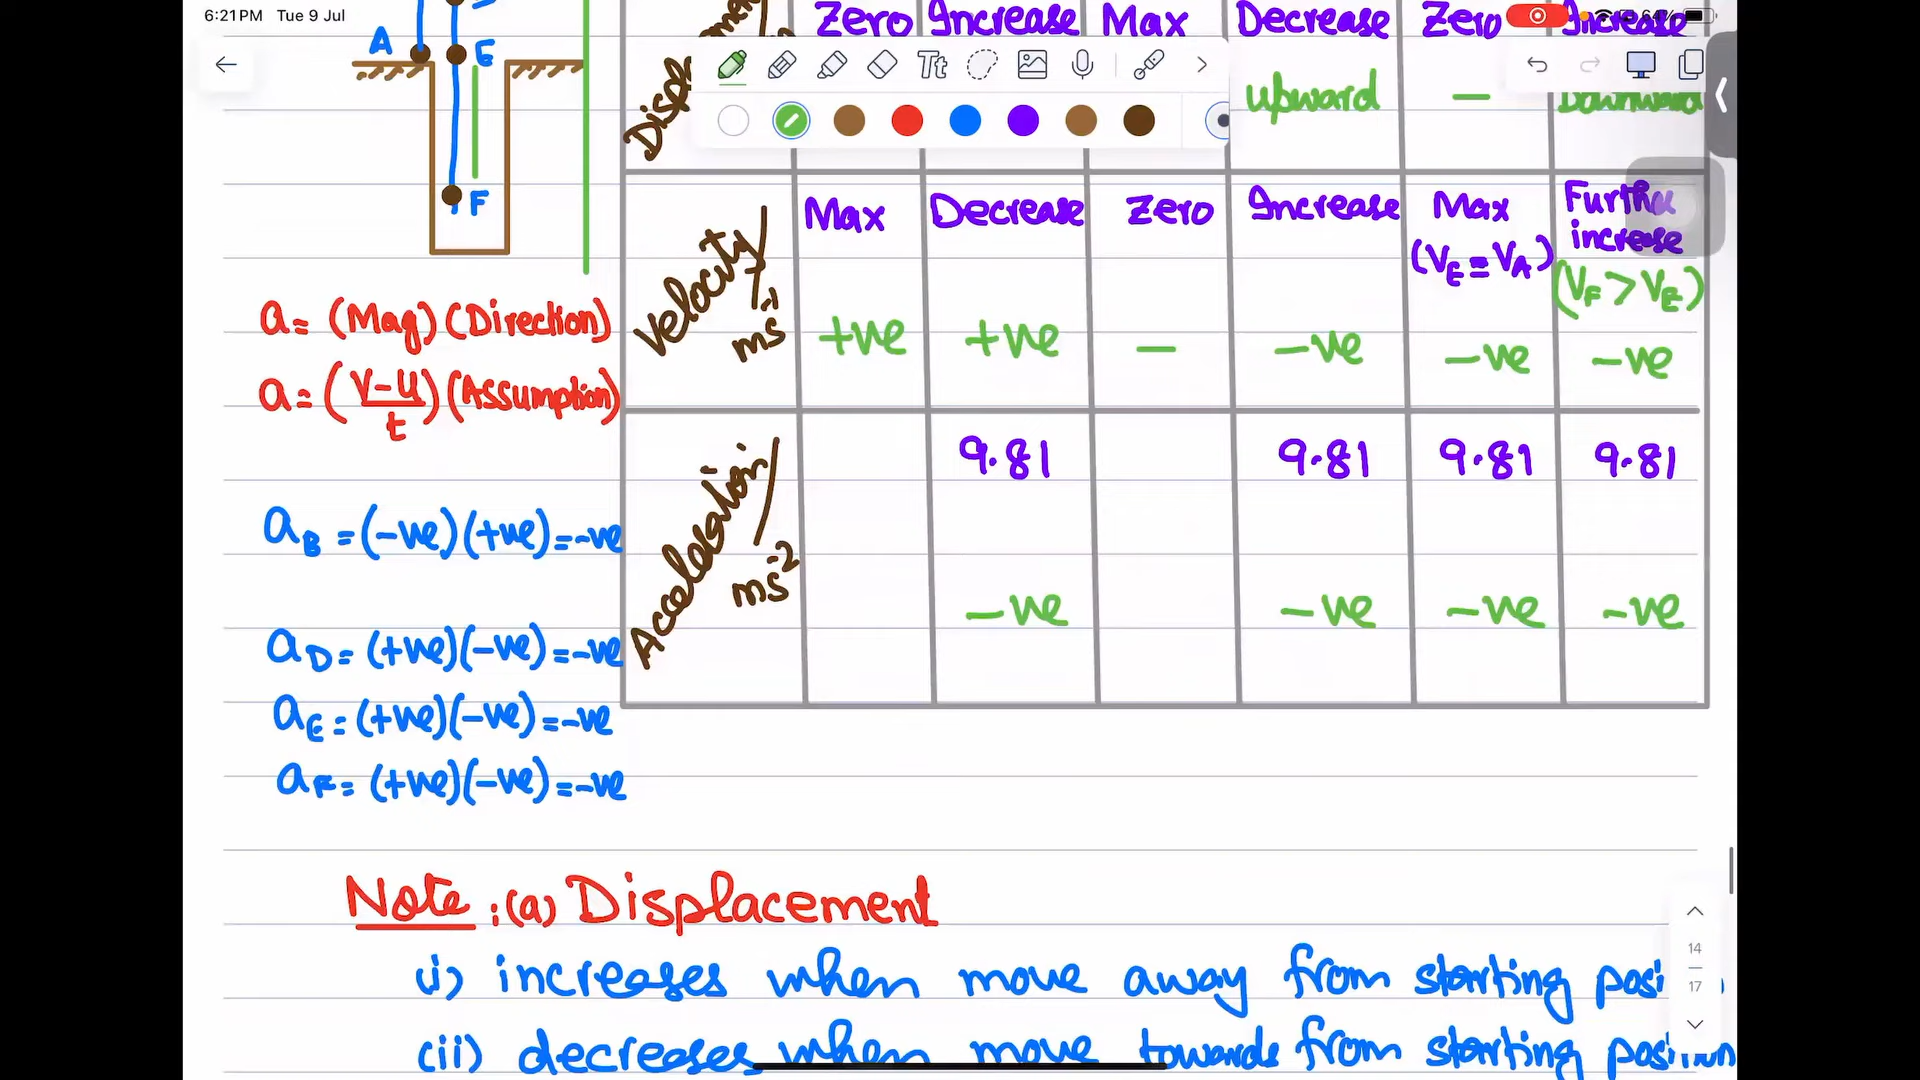 6:21PM Tue 9 Jul
64%
Zero Increase Max Decrease Zero Increase
A
E
F
Tt
upward — Downward
Velocity/ ms⁻¹
Max Decrease Zero Increase Max Further increase
(VE = VA)
(VF > VE)
+ve +ve — -ve -ve -ve
a = (Mag) (Direction)
a = (v-u/t) (Assumption)
Acceleration/ ms⁻²
9.81 9.81 9.81 9.81
-ve -ve -ve -ve
aB = (-ve)(+ve) = -ve
aD = (+ve)(-ve) = -ve
aE = (+ve)(-ve) = -ve
aF = (+ve)(-ve) = -ve
Note : (a) Displacement
(i) increases when move away from starting posi
(ii) decreases when move towards from starting position
14
17